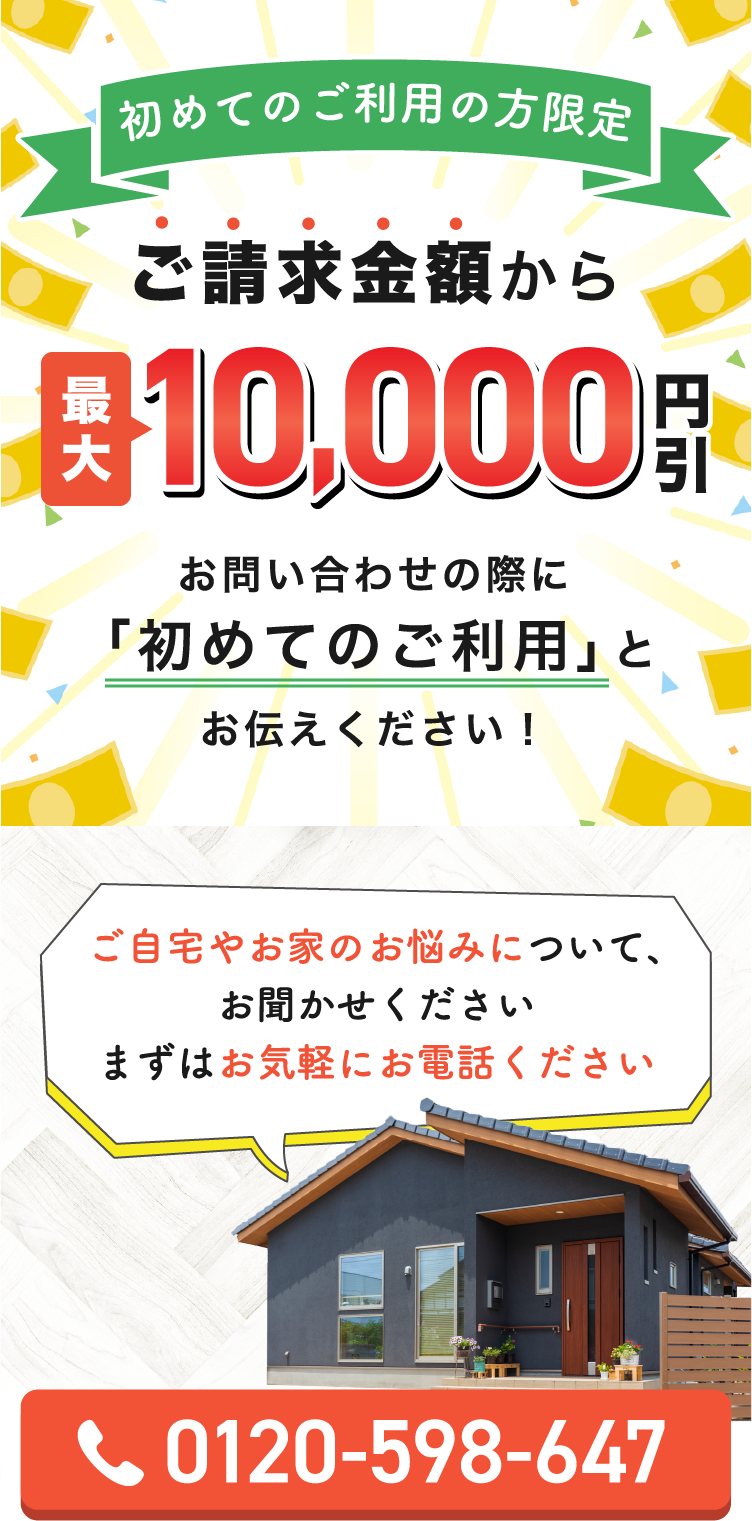 初めてのご利用の方限定
ご請求金額から
最大
10,000円引
お問い合わせの際に
「初めてのご利用」と
お伝えください！
ご自宅やお家のお悩みについて、
お聞かせください
まずはお気軽にお電話ください
0120-598-647